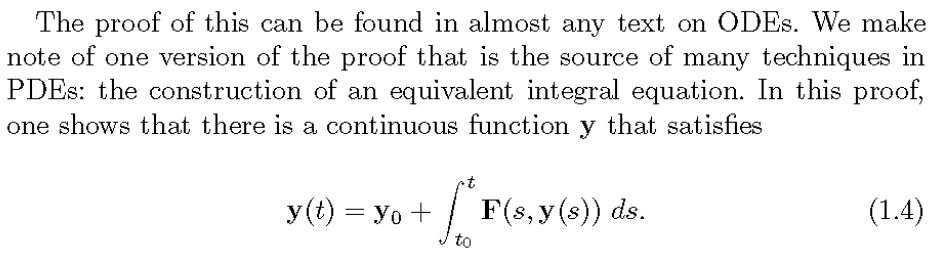 The proof of this can be found in almost any text on ODEs. We make
note of one version of the proof that is the source of many techniques in
PDEs: the construction of an equivalent integral equation. In this proof,
one shows that there is a continuous function y that satisfies
y(t) = y₀ + ∫_{t₀}^{t} F(s, y(s)) ds. (1.4)